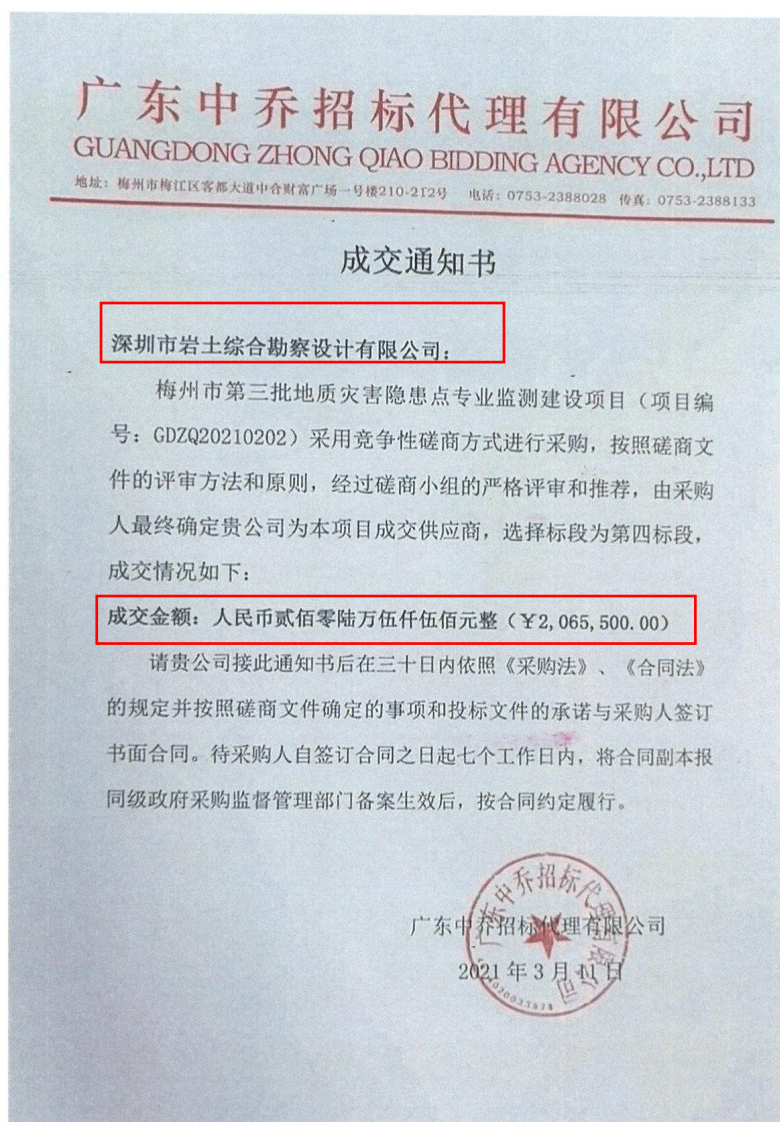 广东中乔招标代理有限公司
GUANGDONG ZHONG QIAO BIDDING AGENCY CO.,LTD
地址：梅州市梅江区客都大道中合财富广场一号楼210-212号 电话：0753-2388028 传真：0753-2388133
成交通知书
深圳市岩土综合勘察设计有限公司：
梅州市第三批地质灾害隐患点专业监测建设项目（项目编
号：GDZQ20210202）采用竞争性磋商方式进行采购，按照磋商文
件的评审方法和原则，经过磋商小组的严格评审和推荐，由采购
人最终确定贵公司为本项目成交供应商，选择标段为第四标段，
成交情况如下：
成交金额：人民币贰佰零陆万伍仟伍佰元整（￥2,065,500.00）
请贵公司接此通知书后在三十日内依照《采购法》、《合同法》
的规定并按照磋商文件确定的事项和投标文件的承诺与采购人签订
书面合同。待采购人自签订合同之日起七个工作日内，将合同副本报
同级政府采购监督管理部门备案生效后，按合同约定履行。
广东中乔招标代理有限公司
2021年3月11日
广东中乔招标代理有限公司